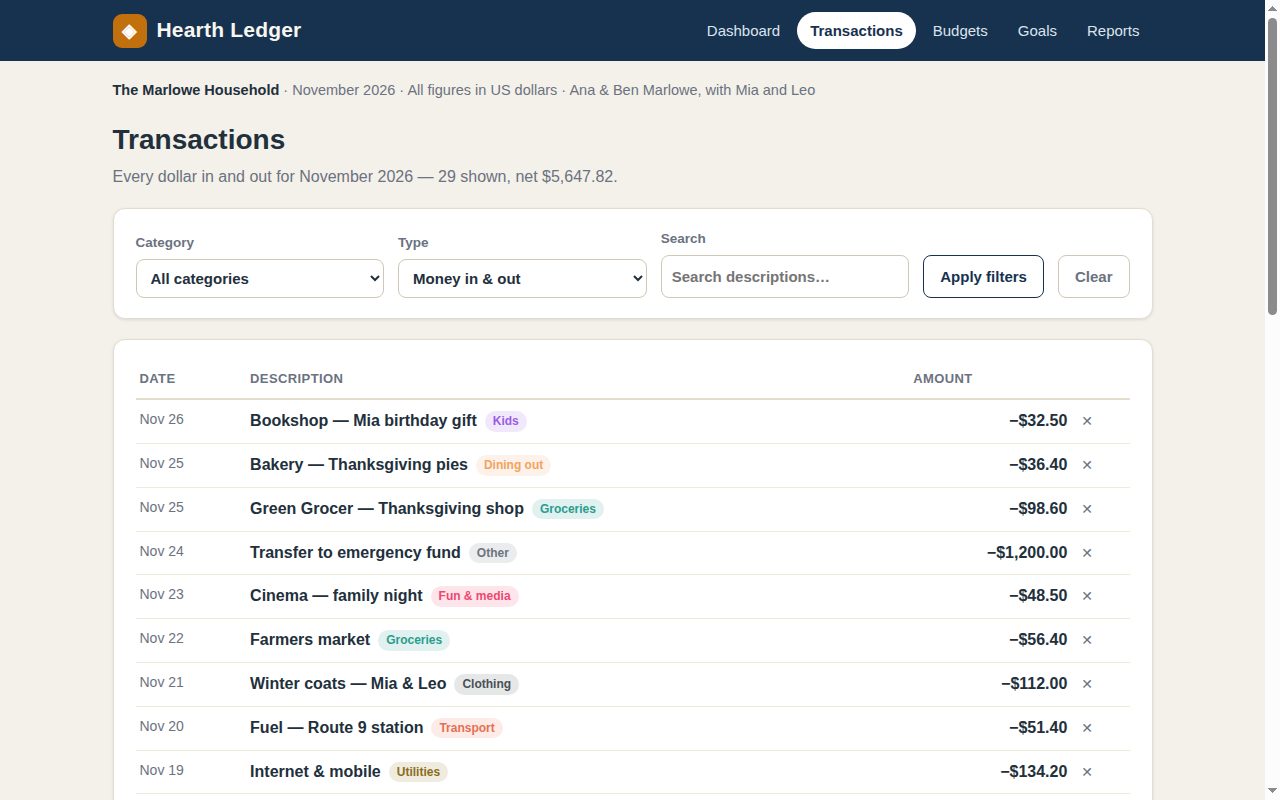 Hearth Ledger
Dashboard Transactions Budgets Goals Reports
The Marlowe Household · November 2026 · All figures in US dollars · Ana & Ben Marlowe, with Mia and Leo
Transactions
Every dollar in and out for November 2026 — 29 shown, net $5,647.82.
Category Type Search
All categories Money in & out Search descriptions… Apply filters Clear
DATE DESCRIPTION AMOUNT
Nov 26 Bookshop — Mia birthday gift Kids −$32.50 ✕
Nov 25 Bakery — Thanksgiving pies Dining out −$36.40 ✕
Nov 25 Green Grocer — Thanksgiving shop Groceries −$98.60 ✕
Nov 24 Transfer to emergency fund Other −$1,200.00 ✕
Nov 23 Cinema — family night Fun & media −$48.50 ✕
Nov 22 Farmers market Groceries −$56.40 ✕
Nov 21 Winter coats — Mia & Leo Clothing −$112.00 ✕
Nov 20 Fuel — Route 9 station Transport −$51.40 ✕
Nov 19 Internet & mobile Utilities −$134.20 ✕